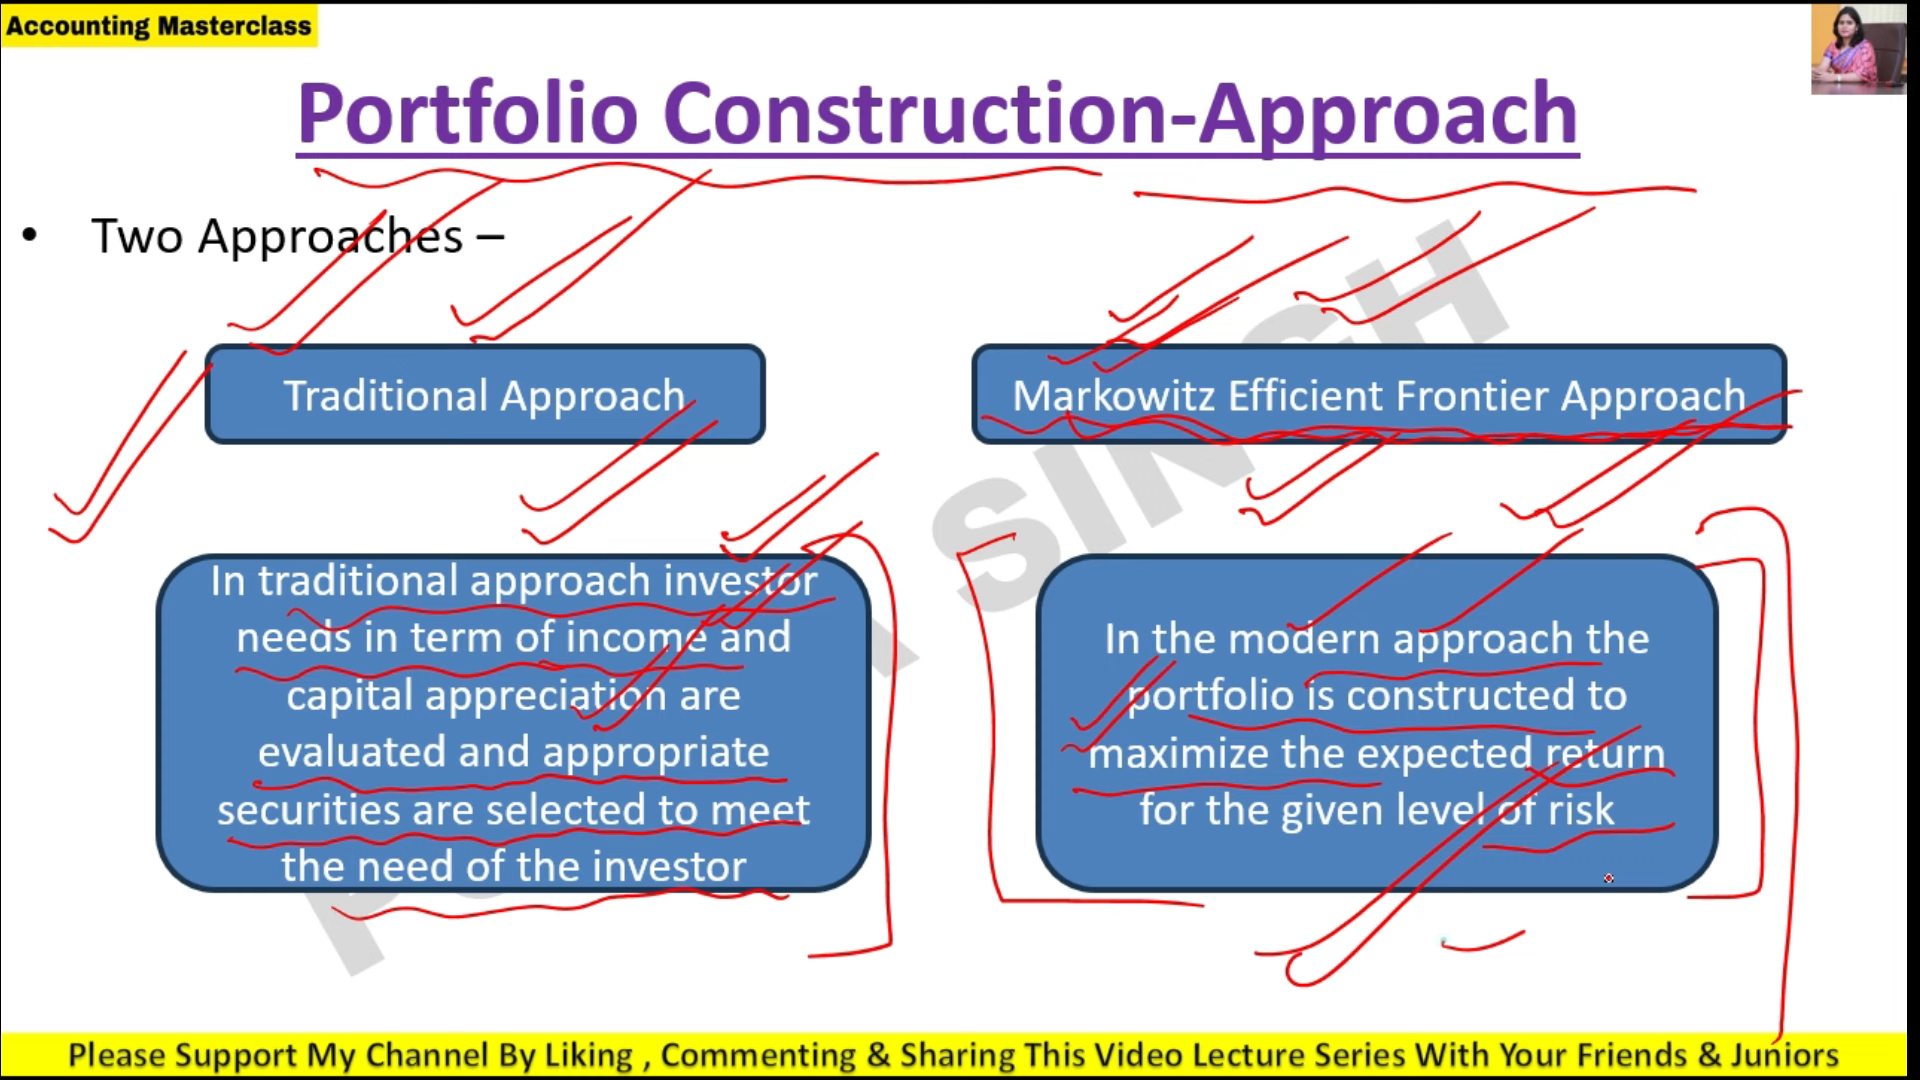 Accounting Masterclass
Portfolio Construction-Approach
• Two Approaches –
Traditional Approach
Markowitz Efficient Frontier Approach
In traditional approach investor
needs in term of income and
capital appreciation are
evaluated and appropriate
securities are selected to meet
the need of the investor
In the modern approach the
portfolio is constructed to
maximize the expected return
for the given level of risk
SINGH
Please Support My Channel By Liking , Commenting & Sharing This Video Lecture Series With Your Friends & Juniors